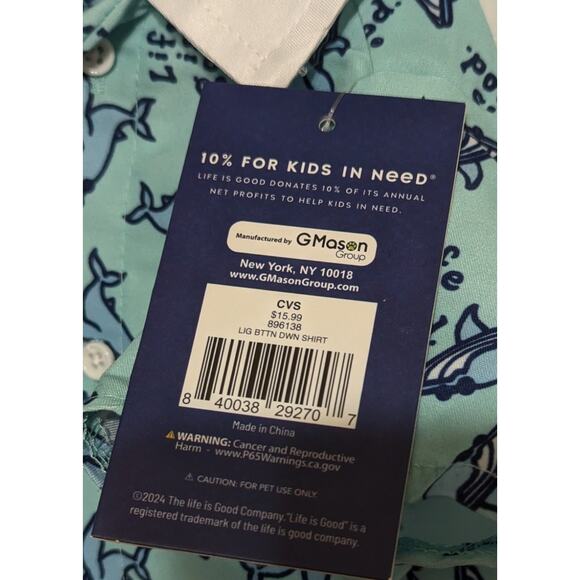 Life is
good.
ce
10% FOR KIDS IN NeeD®
LIFE IS GOOD DONATES 10% OF ITS ANNUAL
NET PROFITS TO HELP KIDS IN NEED.
Manufactured by GMason
Group
New York, NY 10018
www.GMasonGroup.com
CVS
$15.99
896138
LIG BTTN DWN SHIRT
8 40038 29270 7
Made in China
⚠WARNING: Cancer and Reproductive
Harm - www.P65Warnings.ca.gov
⚠ CAUTION: FOR PET USE ONLY.
©2024 The life is Good Company."Life is Good" is a
registered trademark of the life is good company.